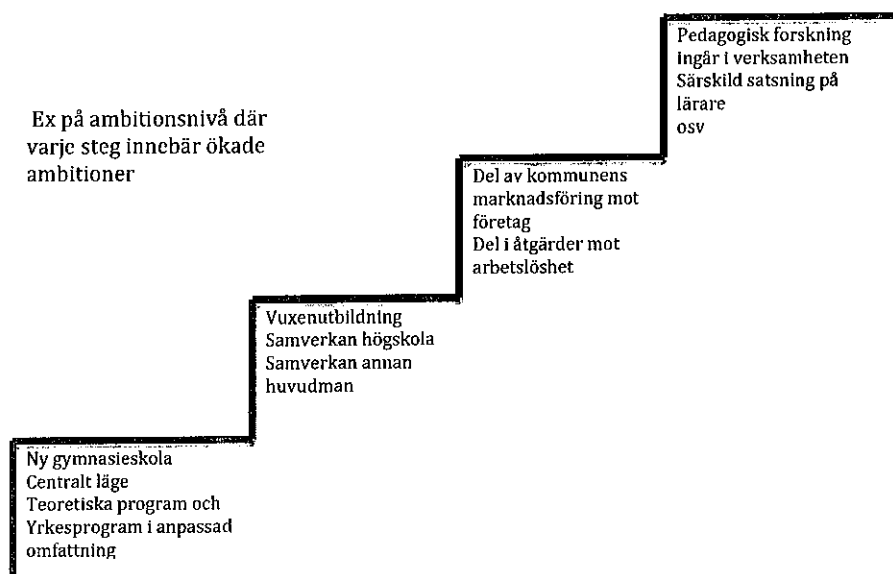 Pedagogisk forskning
ingår i verksamheten
Särskild satsning på
lärare
osv
Ex på ambitionsnivå där
varje steg innebär ökade
ambitioner
Del av kommunens
marknadsföring mot
företag
Del i åtgärder mot
arbetslöshet
Vuxenutbildning
Samverkan högskola
Samverkan annan
huvudman
Ny gymnasieskola
Centralt läge
Teoretiska program och
Yrkesprogram i anpassad
omfattning